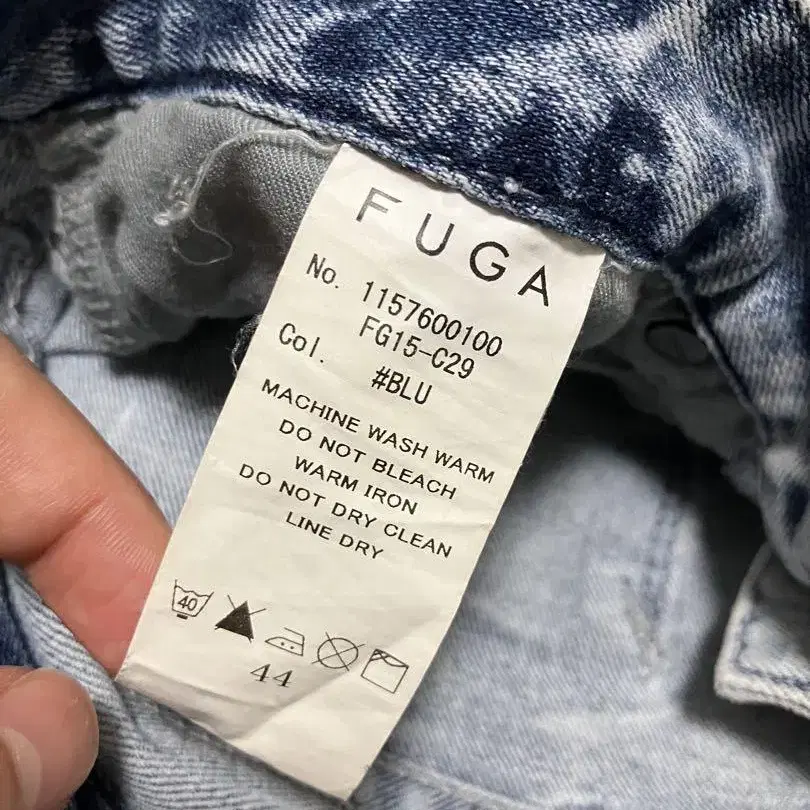 FUGA
No. 1157600100
FG15-C29
Col. #BLU
MACHINE WASH WARM
DO NOT BLEACH
WARM IRON
DO NOT DRY CLEAN
LINE DRY
40
44